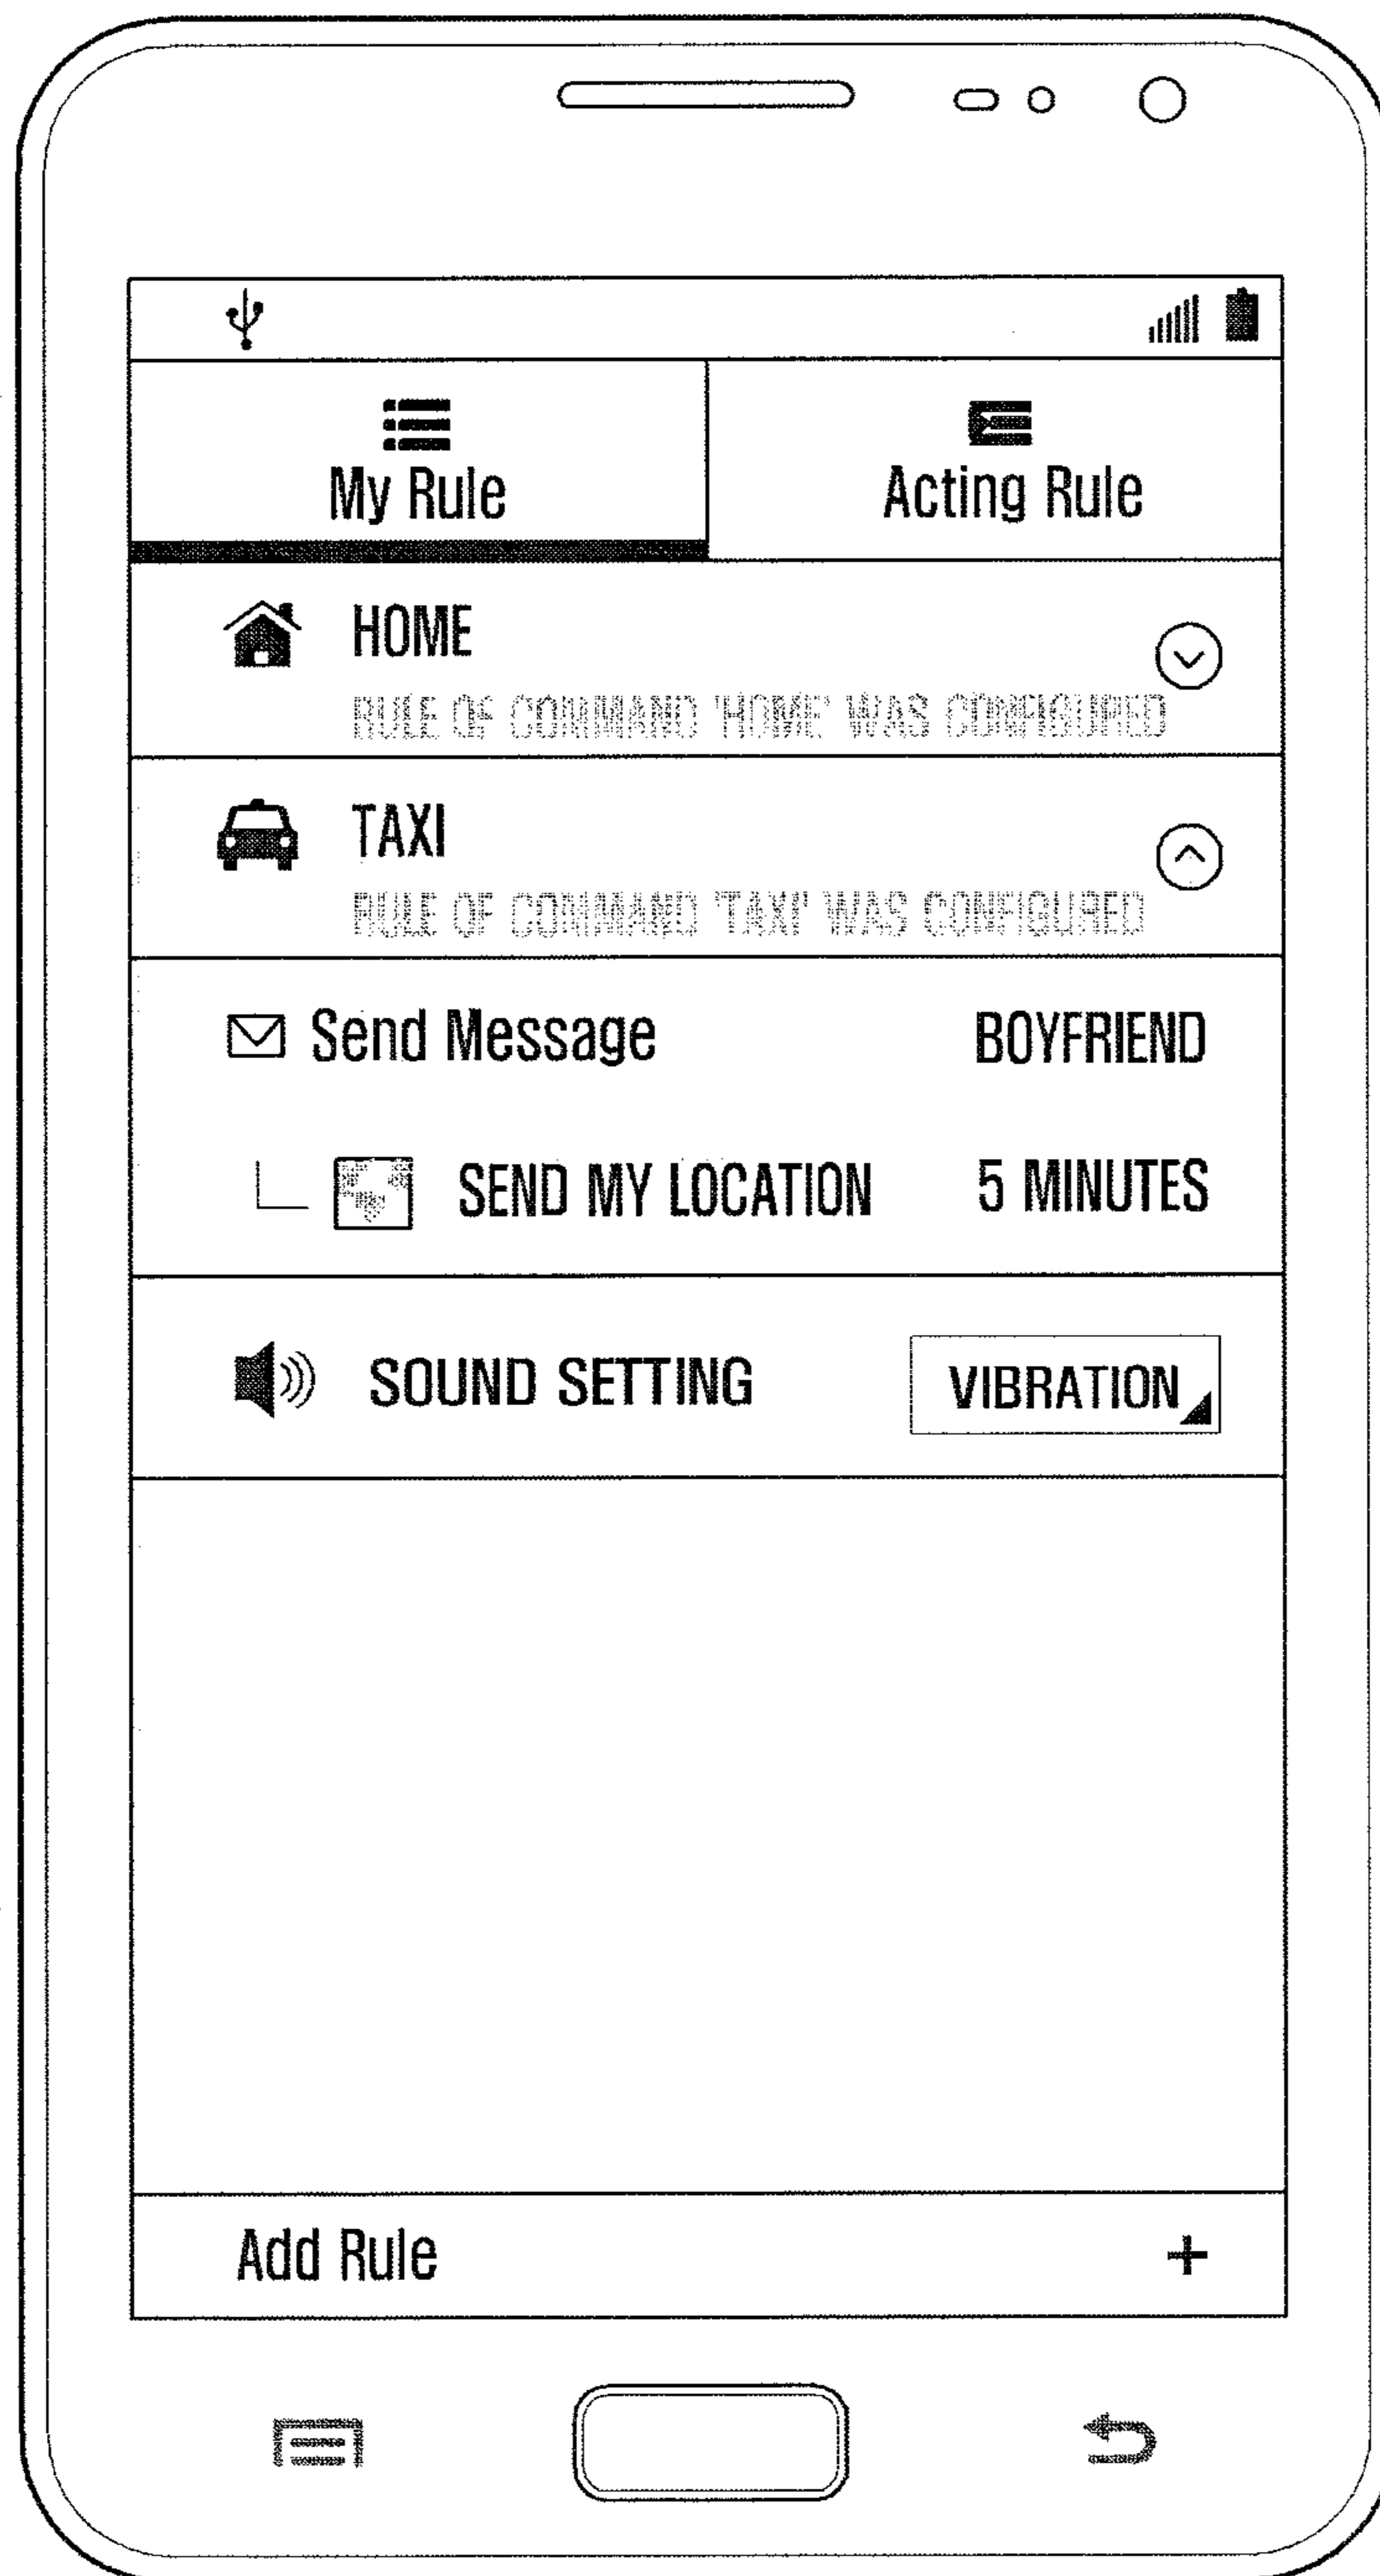 My Rule
Acting Rule
HOME
RULE OF COMMAND 'HOME' WAS CONFIGURED
TAXI
RULE OF COMMAND 'TAXI' WAS CONFIGURED
Send Message BOYFRIEND
SEND MY LOCATION 5 MINUTES
SOUND SETTING VIBRATION
Add Rule +